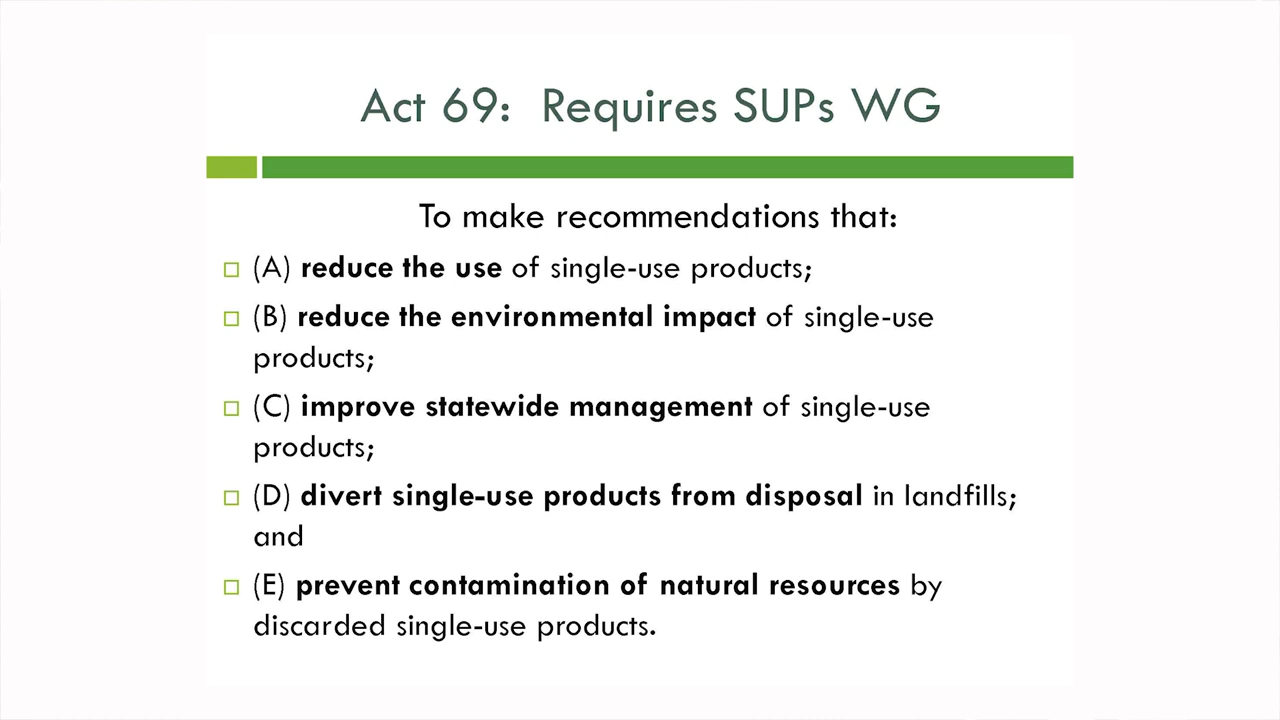 Act 69: Requires SUPs WG
To make recommendations that:
(A) reduce the use of single-use products;
(B) reduce the environmental impact of single-use
products;
(C) improve statewide management of single-use
products;
(D) divert single-use products from disposal in landfills;
and
(E) prevent contamination of natural resources by
discarded single-use products.